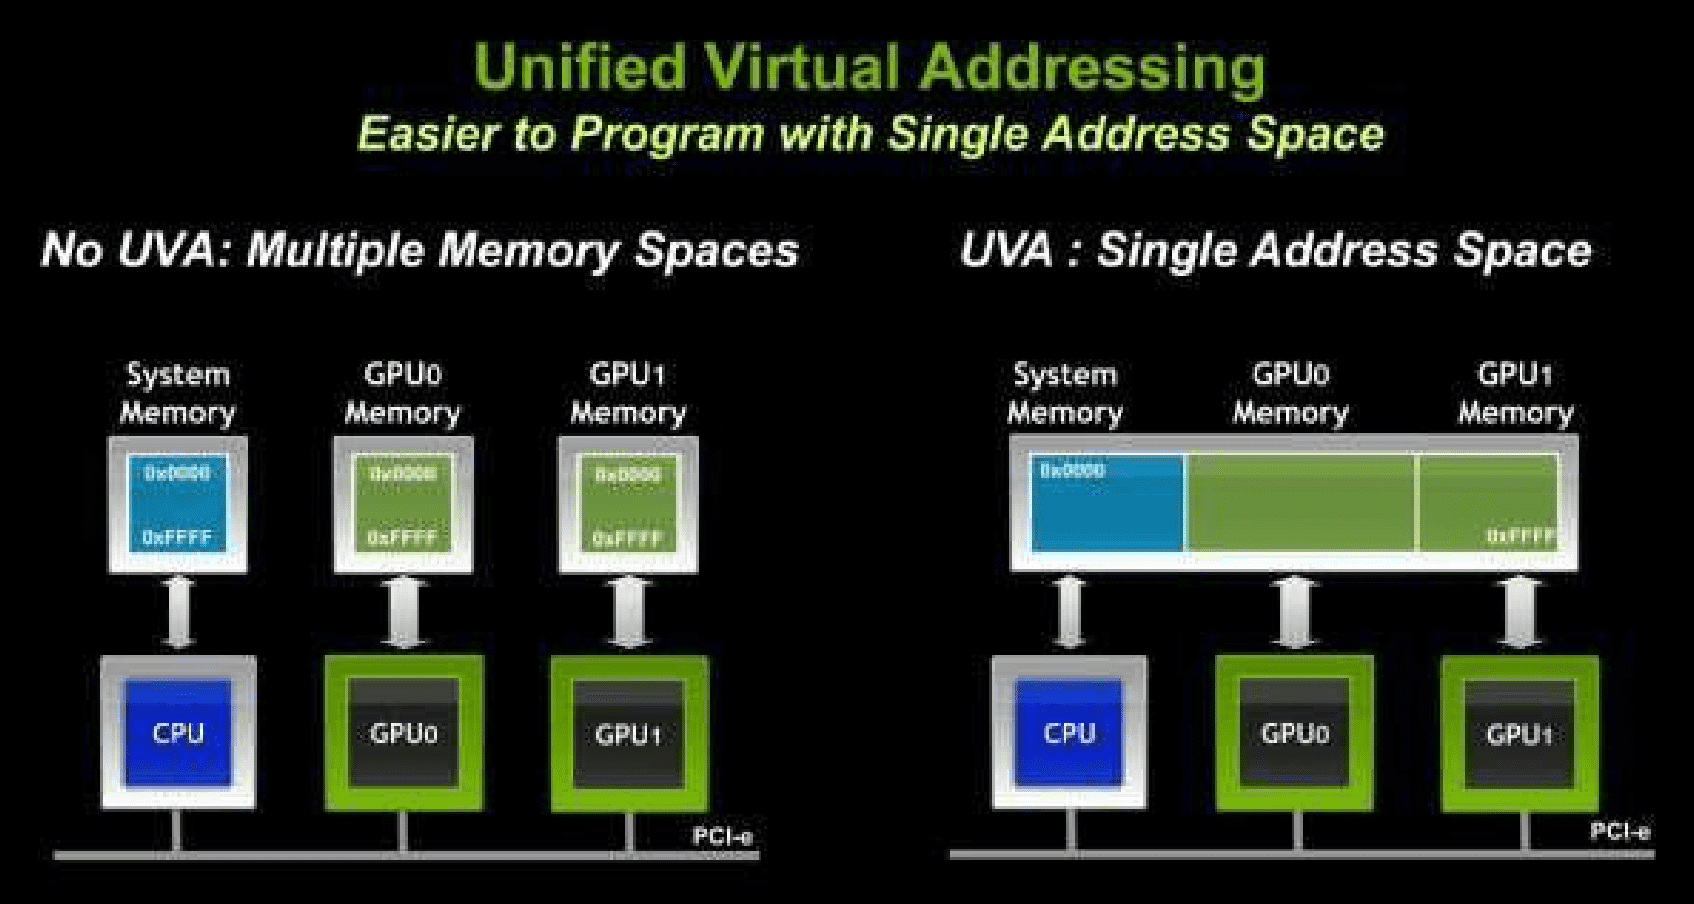 Unified Virtual Addressing
Easier to Program with Single Address Space
No UVA: Multiple Memory Spaces
System
Memory
GPU0
Memory
GPU1
Memory
0x0000
0xFFFF
0x0000
0xFFFF
0x0000
0xFFFF
CPU
GPU0
GPU1
PCI-e
UVA : Single Address Space
System
Memory
GPU0
Memory
GPU1
Memory
0x0000
0xFFFF
CPU
GPU0
GPU1
PCI-e